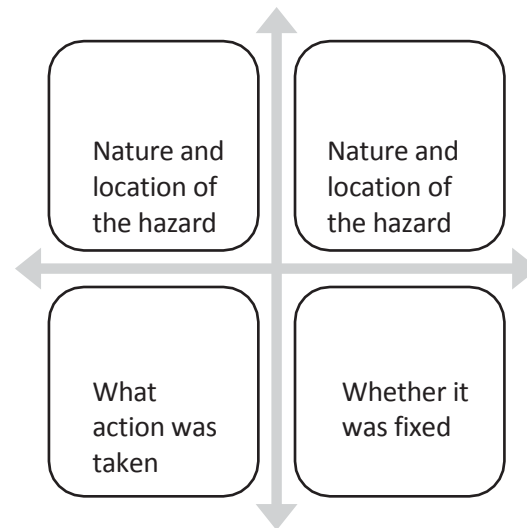 Nature and
location of
the hazard
Nature and
location of
the hazard
What
action was
taken
Whether it
was fixed